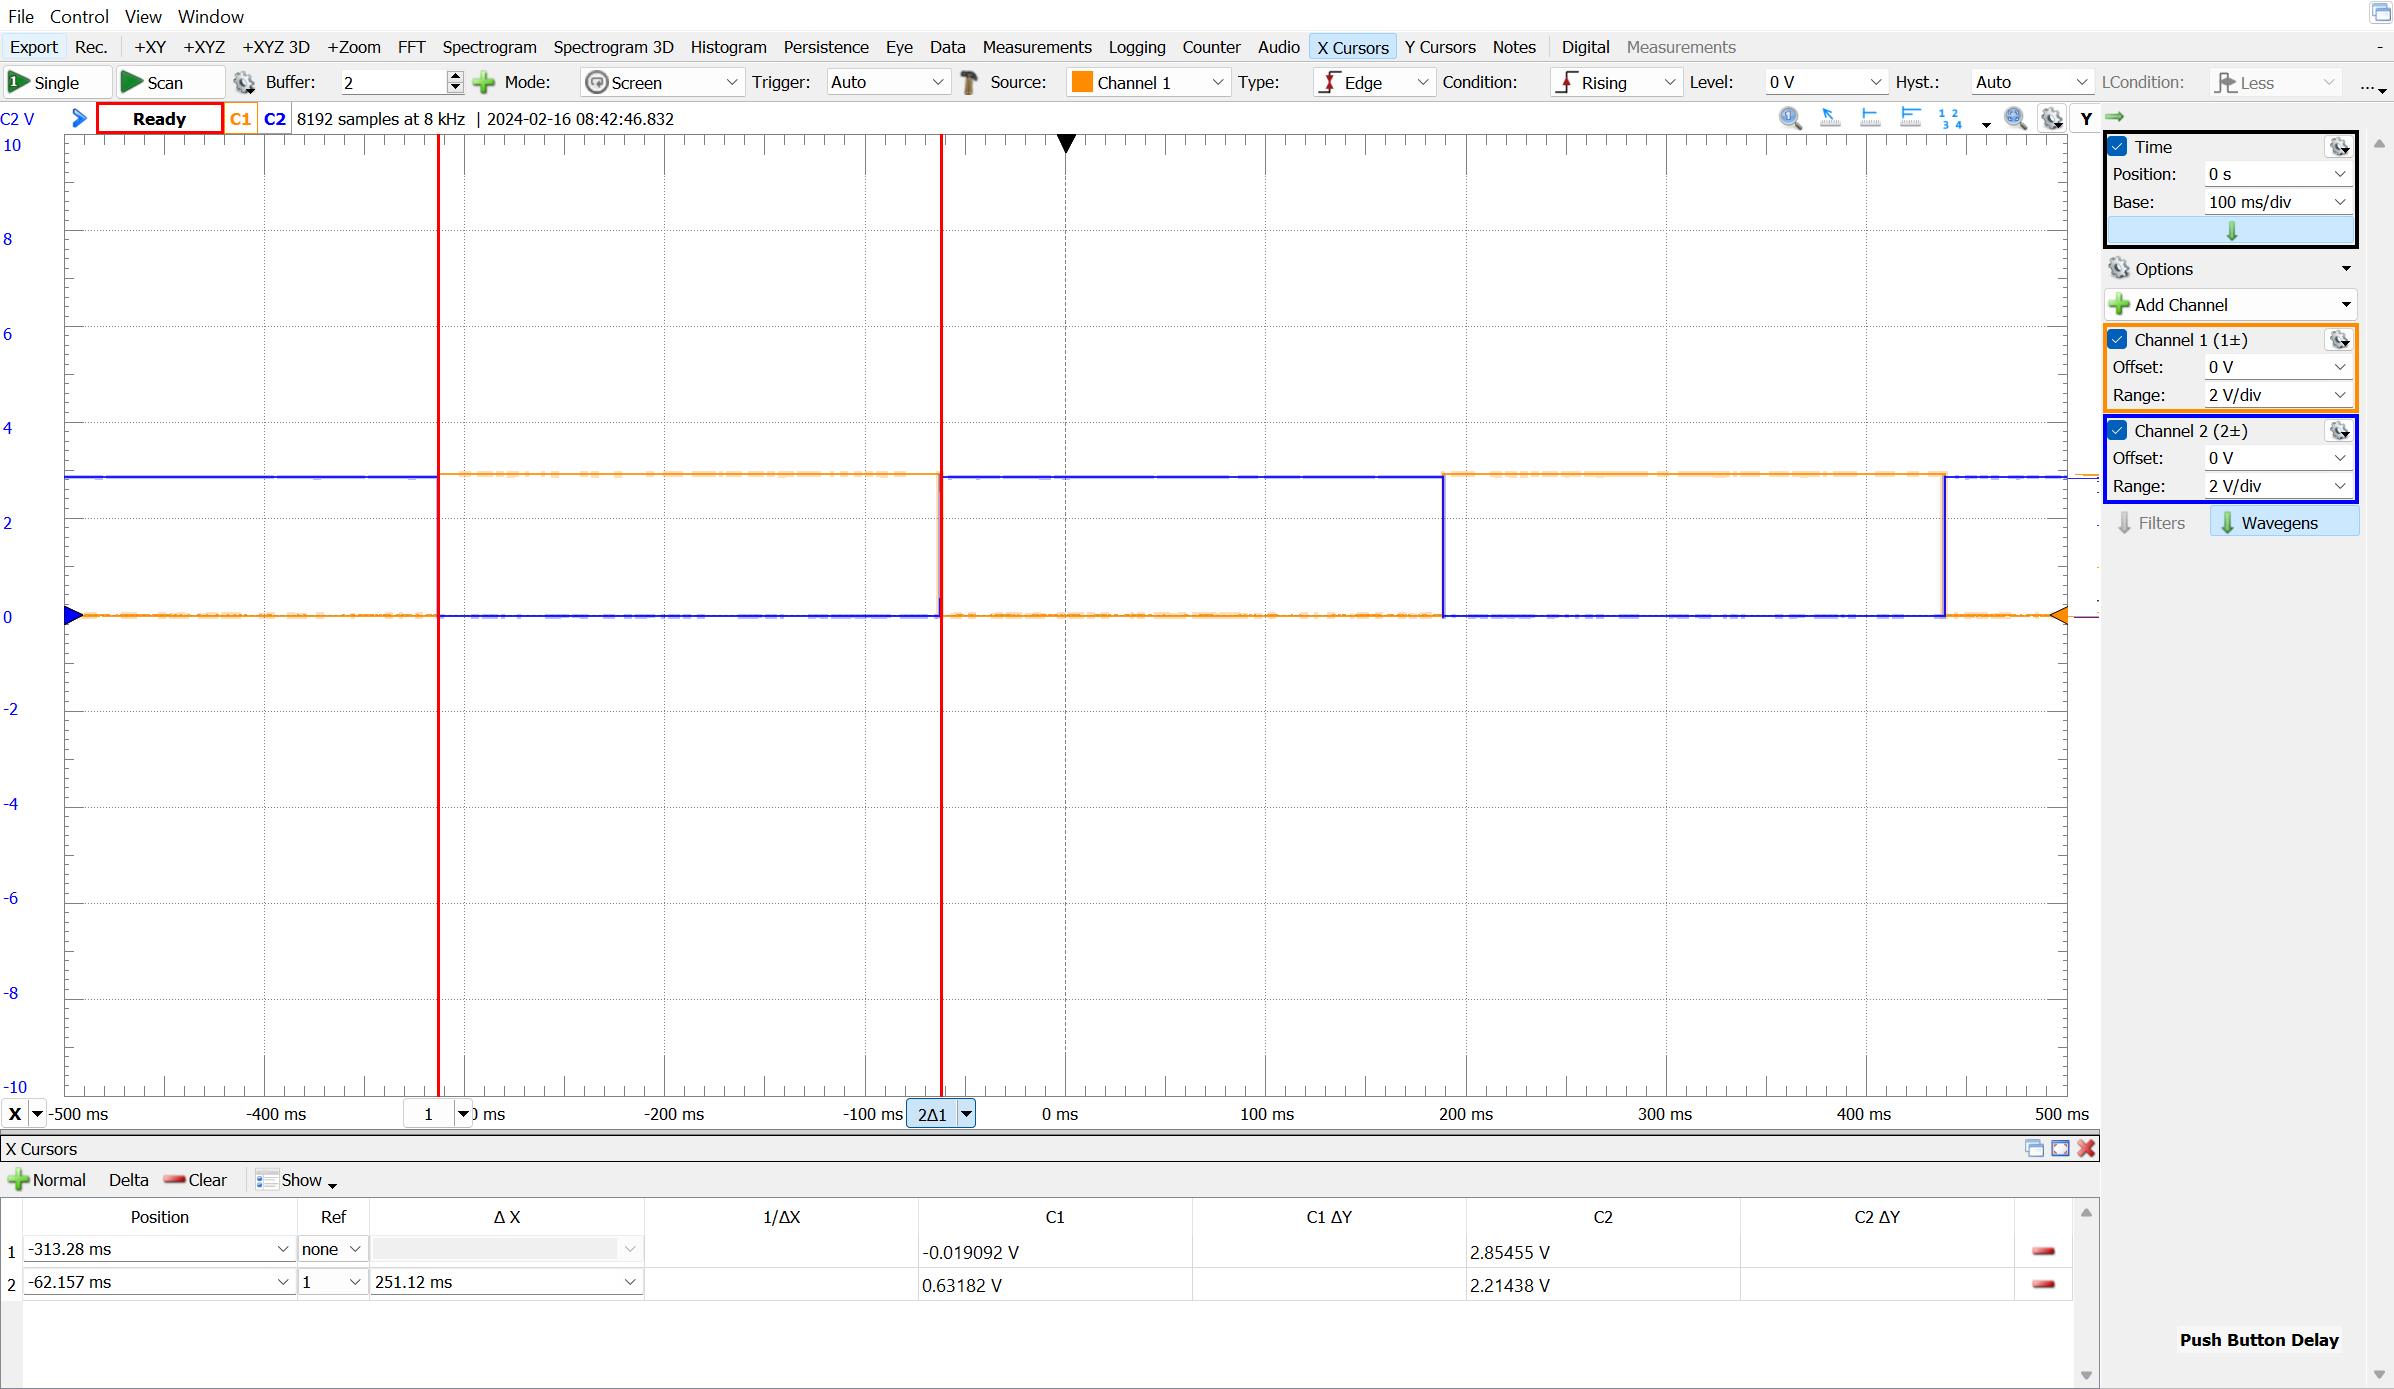 File Control View Window
Export Rec. +XY +XYZ +XYZ 3D +Zoom FFT Spectrogram Spectrogram 3D Histogram Persistence Eye Data Measurements Logging Counter Audio X Cursors Y Cursors Notes Digital Measurements -
1 Single Scan Buffer: 2 Mode: Screen Trigger: Auto Source: Channel 1 Type: Edge Condition: Rising Level: 0 V Hyst.: Auto LCondition: Less ...
C2 V Ready C1 C2 8192 samples at 8 kHz | 2024-02-16 08:42:46.832 1 2 3 4 Y
10
8
6
4
2
0
-2
-4
-6
-8
-10
X -500 ms -400 ms 1 0 ms -200 ms -100 ms 2Δ1 0 ms 100 ms 200 ms 300 ms 400 ms 500 ms
Time
Position: 0 s
Base: 100 ms/div
Options
Add Channel
Channel 1 (1±)
Offset: 0 V
Range: 2 V/div
Channel 2 (2±)
Offset: 0 V
Range: 2 V/div
Filters Wavegens
X Cursors
Normal Delta Clear Show
Position Ref Δ X 1/ΔX C1 C1 ΔY C2 C2 ΔY
1 -313.28 ms none -0.019092 V 2.85455 V
2 -62.157 ms 1 251.12 ms 0.63182 V 2.21438 V
Push Button Delay